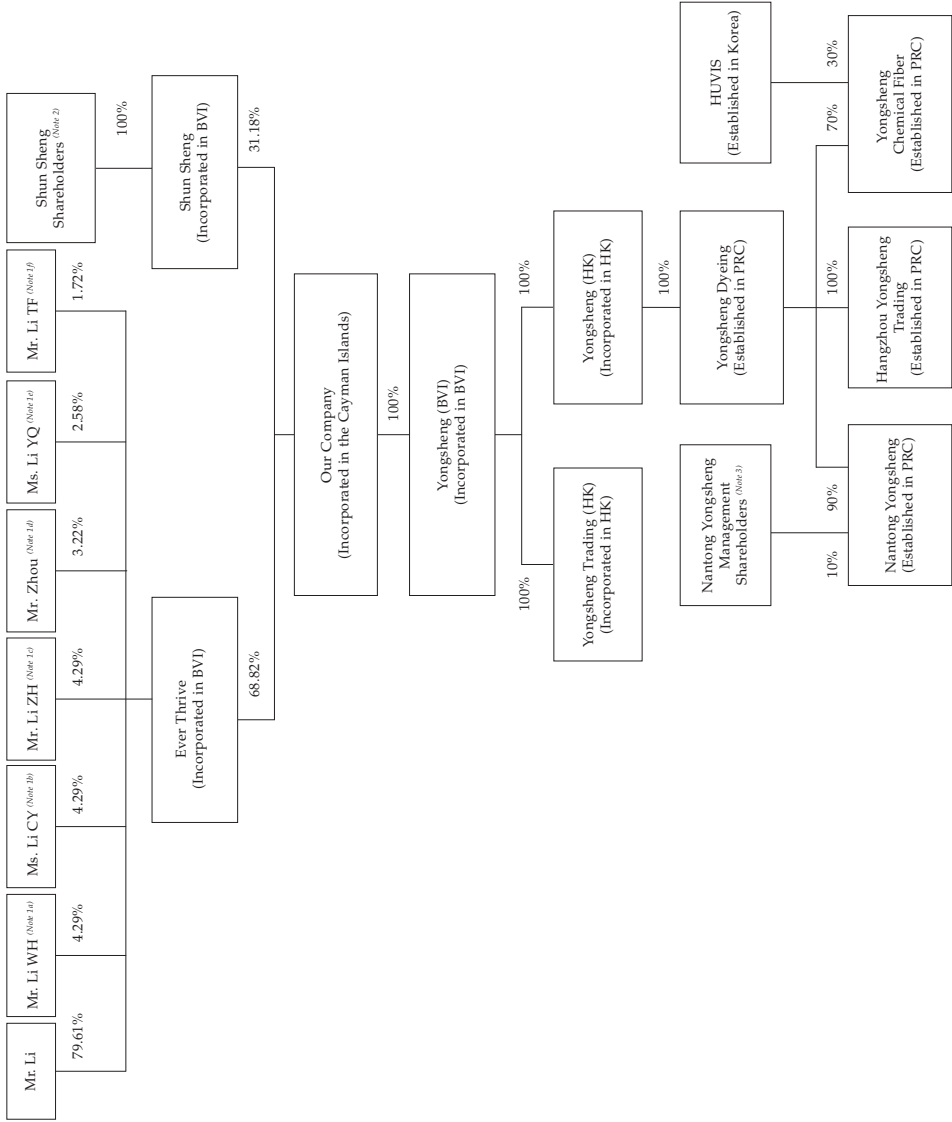 Mr. Li
Mr. Li WH (Note 1a)
Ms. Li CY (Note 1b)
Mr. Li ZH (Note 1c)
Mr. Zhou (Note 1d)
Ms. Li YQ (Note 1e)
Mr. Li TF (Note 1f)
Shun Sheng
Shareholders (Note 2)
79.61%
4.29%
4.29%
4.29%
3.22%
2.58%
1.72%
100%
Ever Thrive
(Incorporated in BVI)
Shun Sheng
(Incorporated in BVI)
68.82%
31.18%
Our Company
(Incorporated in the Cayman Islands)
100%
Yongsheng (BVI)
(Incorporated in BVI)
100%
100%
Yongsheng Trading (HK)
(Incorporated in HK)
Yongsheng (HK)
(Incorporated in HK)
100%
Nantong Yongsheng
Management
Shareholders (Note 3)
Yongsheng Dyeing
(Established in PRC)
HUVIS
(Established in Korea)
10%
90%
100%
70%
30%
Nantong Yongsheng
(Established in PRC)
Hangzhou Yongsheng
Trading
(Established in PRC)
Yongsheng
Chemical Fiber
(Established in PRC)